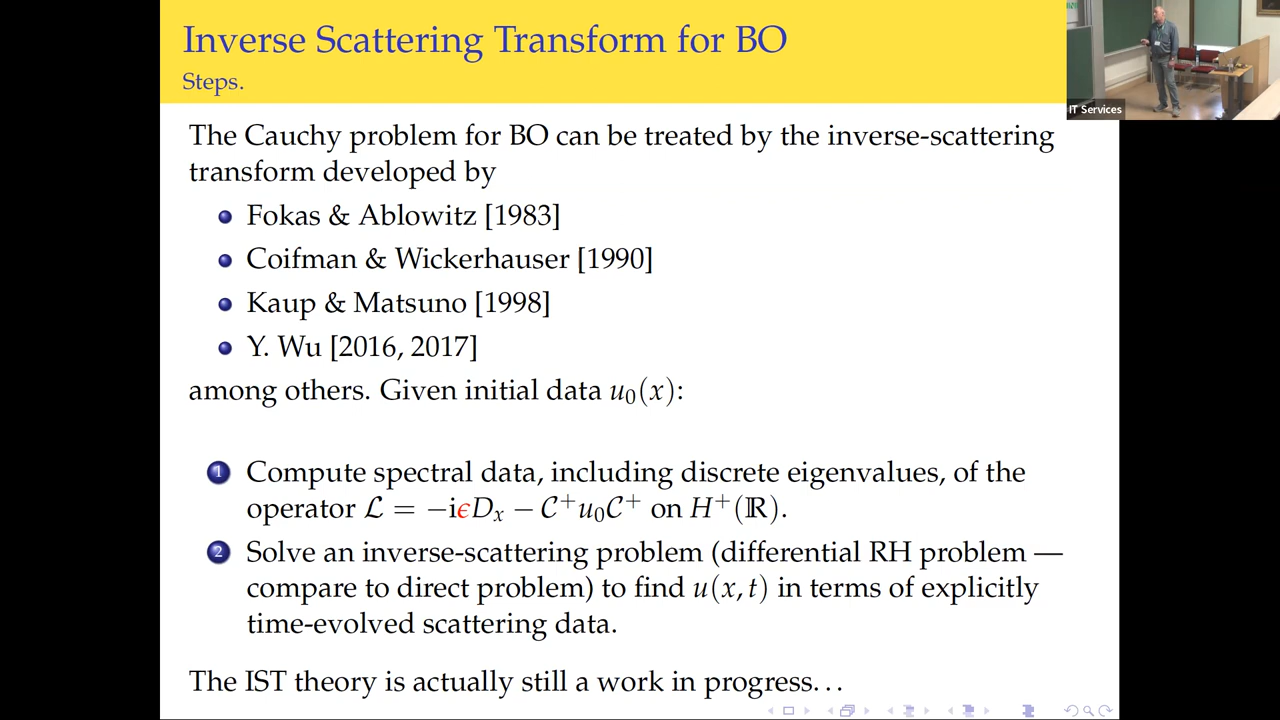 Inverse Scattering Transform for BO
Steps.
IT Services
The Cauchy problem for BO can be treated by the inverse-scattering
transform developed by
Fokas & Ablowitz [1983]
Coifman & Wickerhauser [1990]
Kaup & Matsuno [1998]
Y. Wu [2016, 2017]
among others. Given initial data u₀(x):
1 Compute spectral data, including discrete eigenvalues, of the
operator ℒ = −iϵDₓ − 𝒞⁺u₀𝒞⁺ on H⁺(ℝ).
2 Solve an inverse-scattering problem (differential RH problem —
compare to direct problem) to find u(x, t) in terms of explicitly
time-evolved scattering data.
The IST theory is actually still a work in progress...